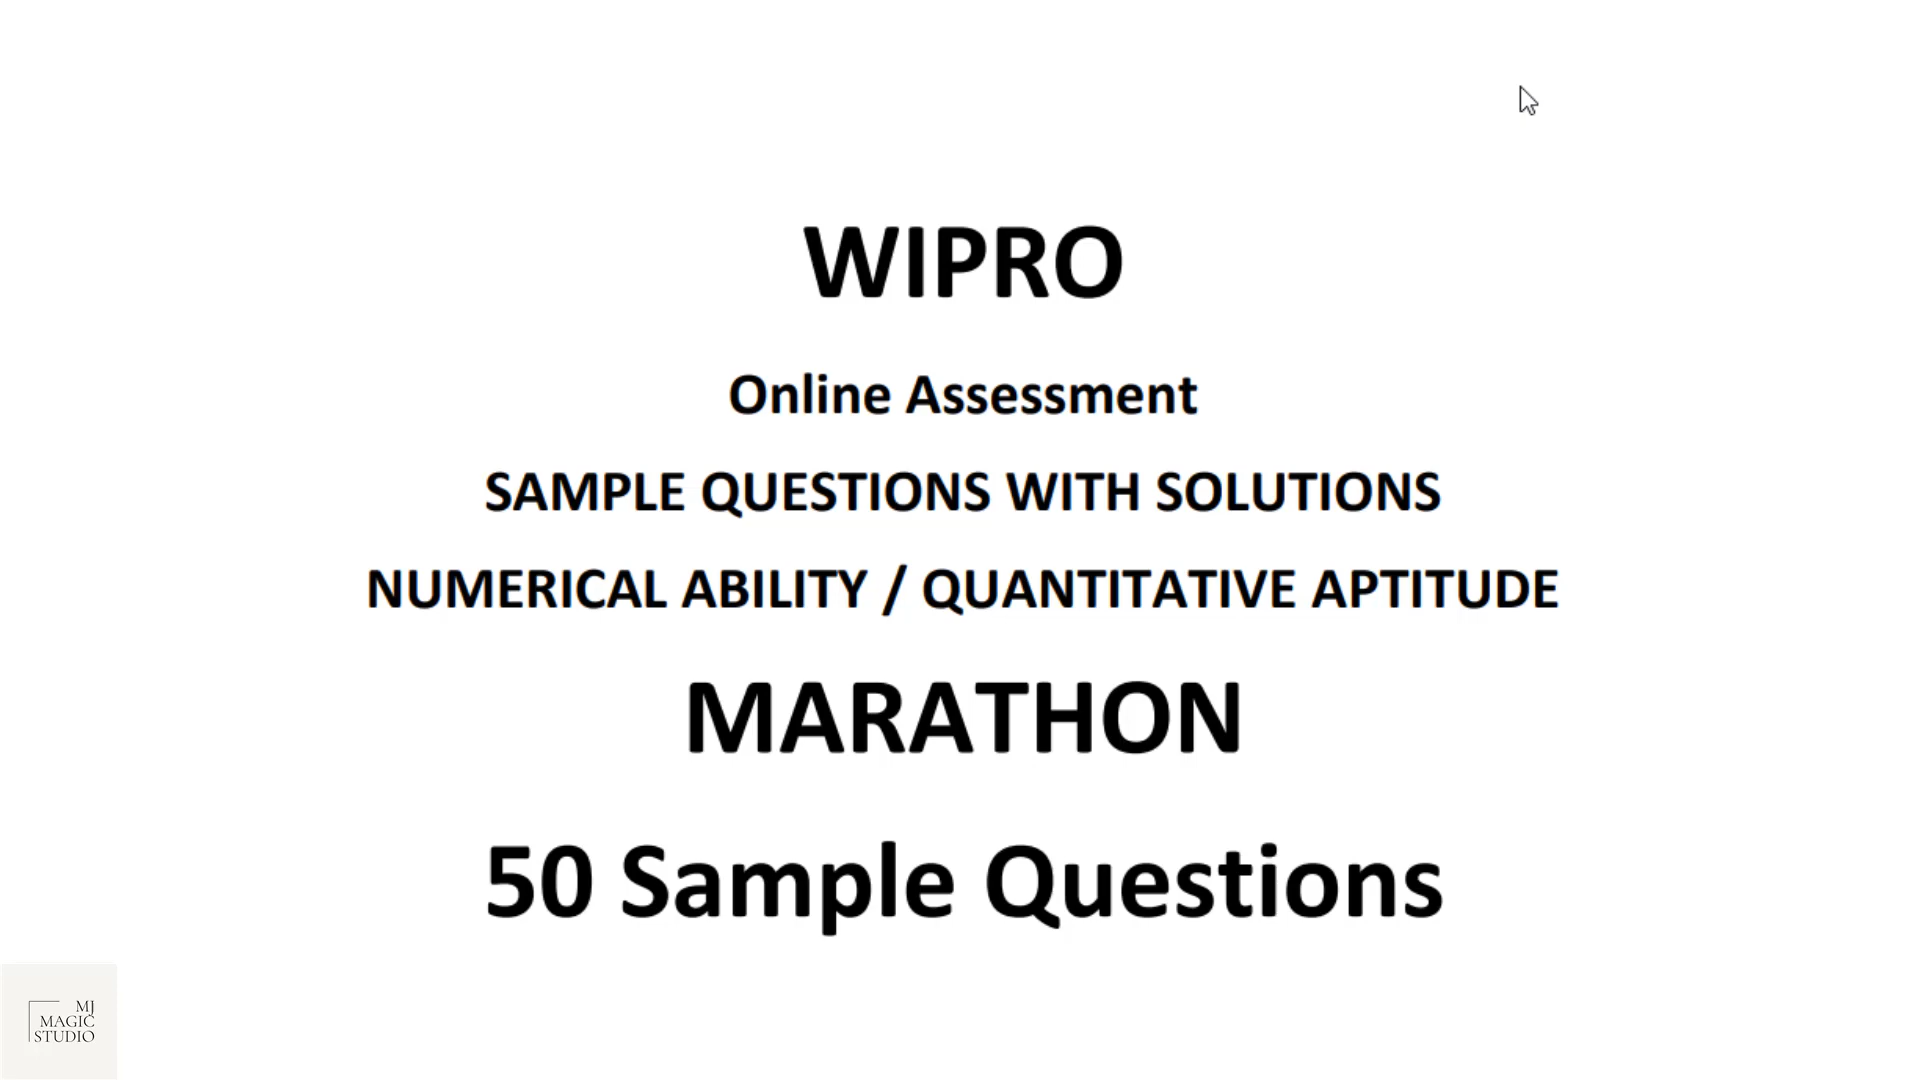 WIPRO
Online Assessment
SAMPLE QUESTIONS WITH SOLUTIONS
NUMERICAL ABILITY / QUANTITATIVE APTITUDE
MARATHON
50 Sample Questions
MJ
MAGIC
STUDIO